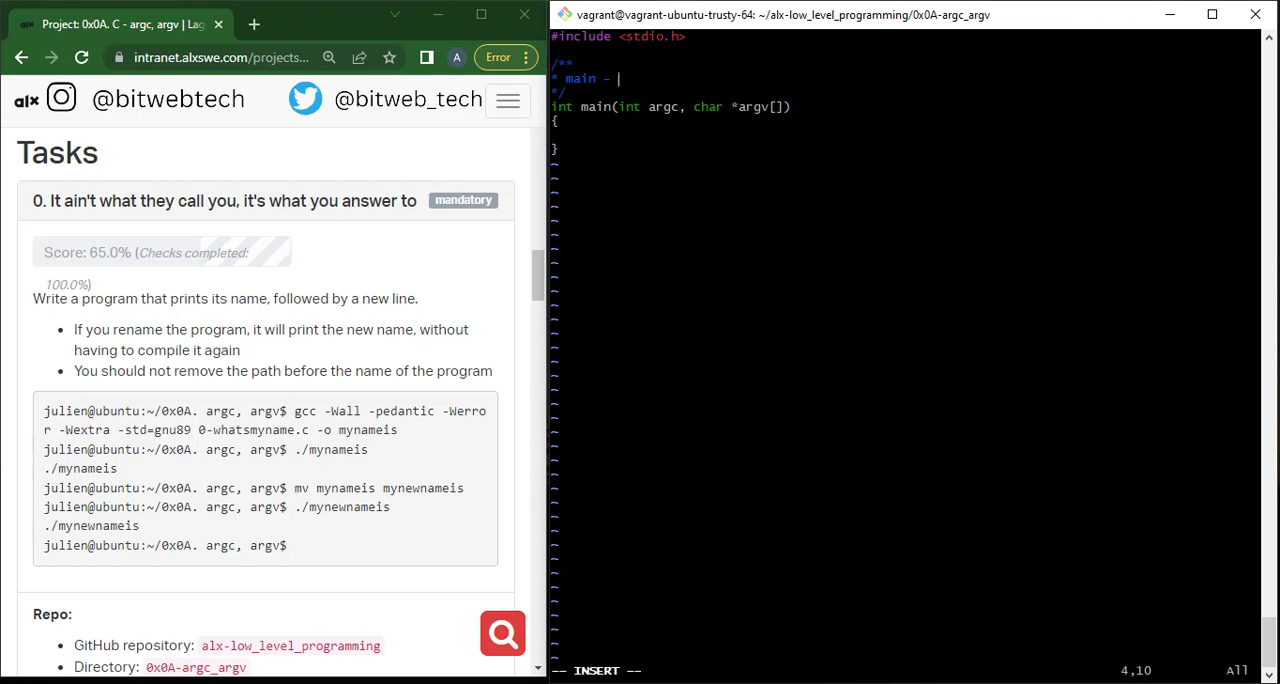 Project: 0x0A. C - argc, argv | Lag
intranet.alxswe.com/projects...
A
Error
alx
@bitwebtech
@bitweb_tech
Tasks
0. It ain't what they call you, it's what you answer to
mandatory
Score: 65.0% (Checks completed:
100.0%)
Write a program that prints its name, followed by a new line.
• If you rename the program, it will print the new name, without
having to compile it again
• You should not remove the path before the name of the program
julien@ubuntu:~/0x0A. argc, argv$ gcc -Wall -pedantic -Werro
r -Wextra -std=gnu89 0-whatsmyname.c -o mynameis
julien@ubuntu:~/0x0A. argc, argv$ ./mynameis
./mynameis
julien@ubuntu:~/0x0A. argc, argv$ mv mynameis mynewnameis
julien@ubuntu:~/0x0A. argc, argv$ ./mynewnameis
./mynewnameis
julien@ubuntu:~/0x0A. argc, argv$
Repo:
• GitHub repository: alx-low_level_programming
• Directory: 0x0A-argc_argv
vagrant@vagrant-ubuntu-trusty-64: ~/alx-low_level_programming/0x0A-argc_argv
#include <stdio.h>
/**
* main -
*/
int main(int argc, char *argv[])
{
}
-- INSERT --
4,10
All